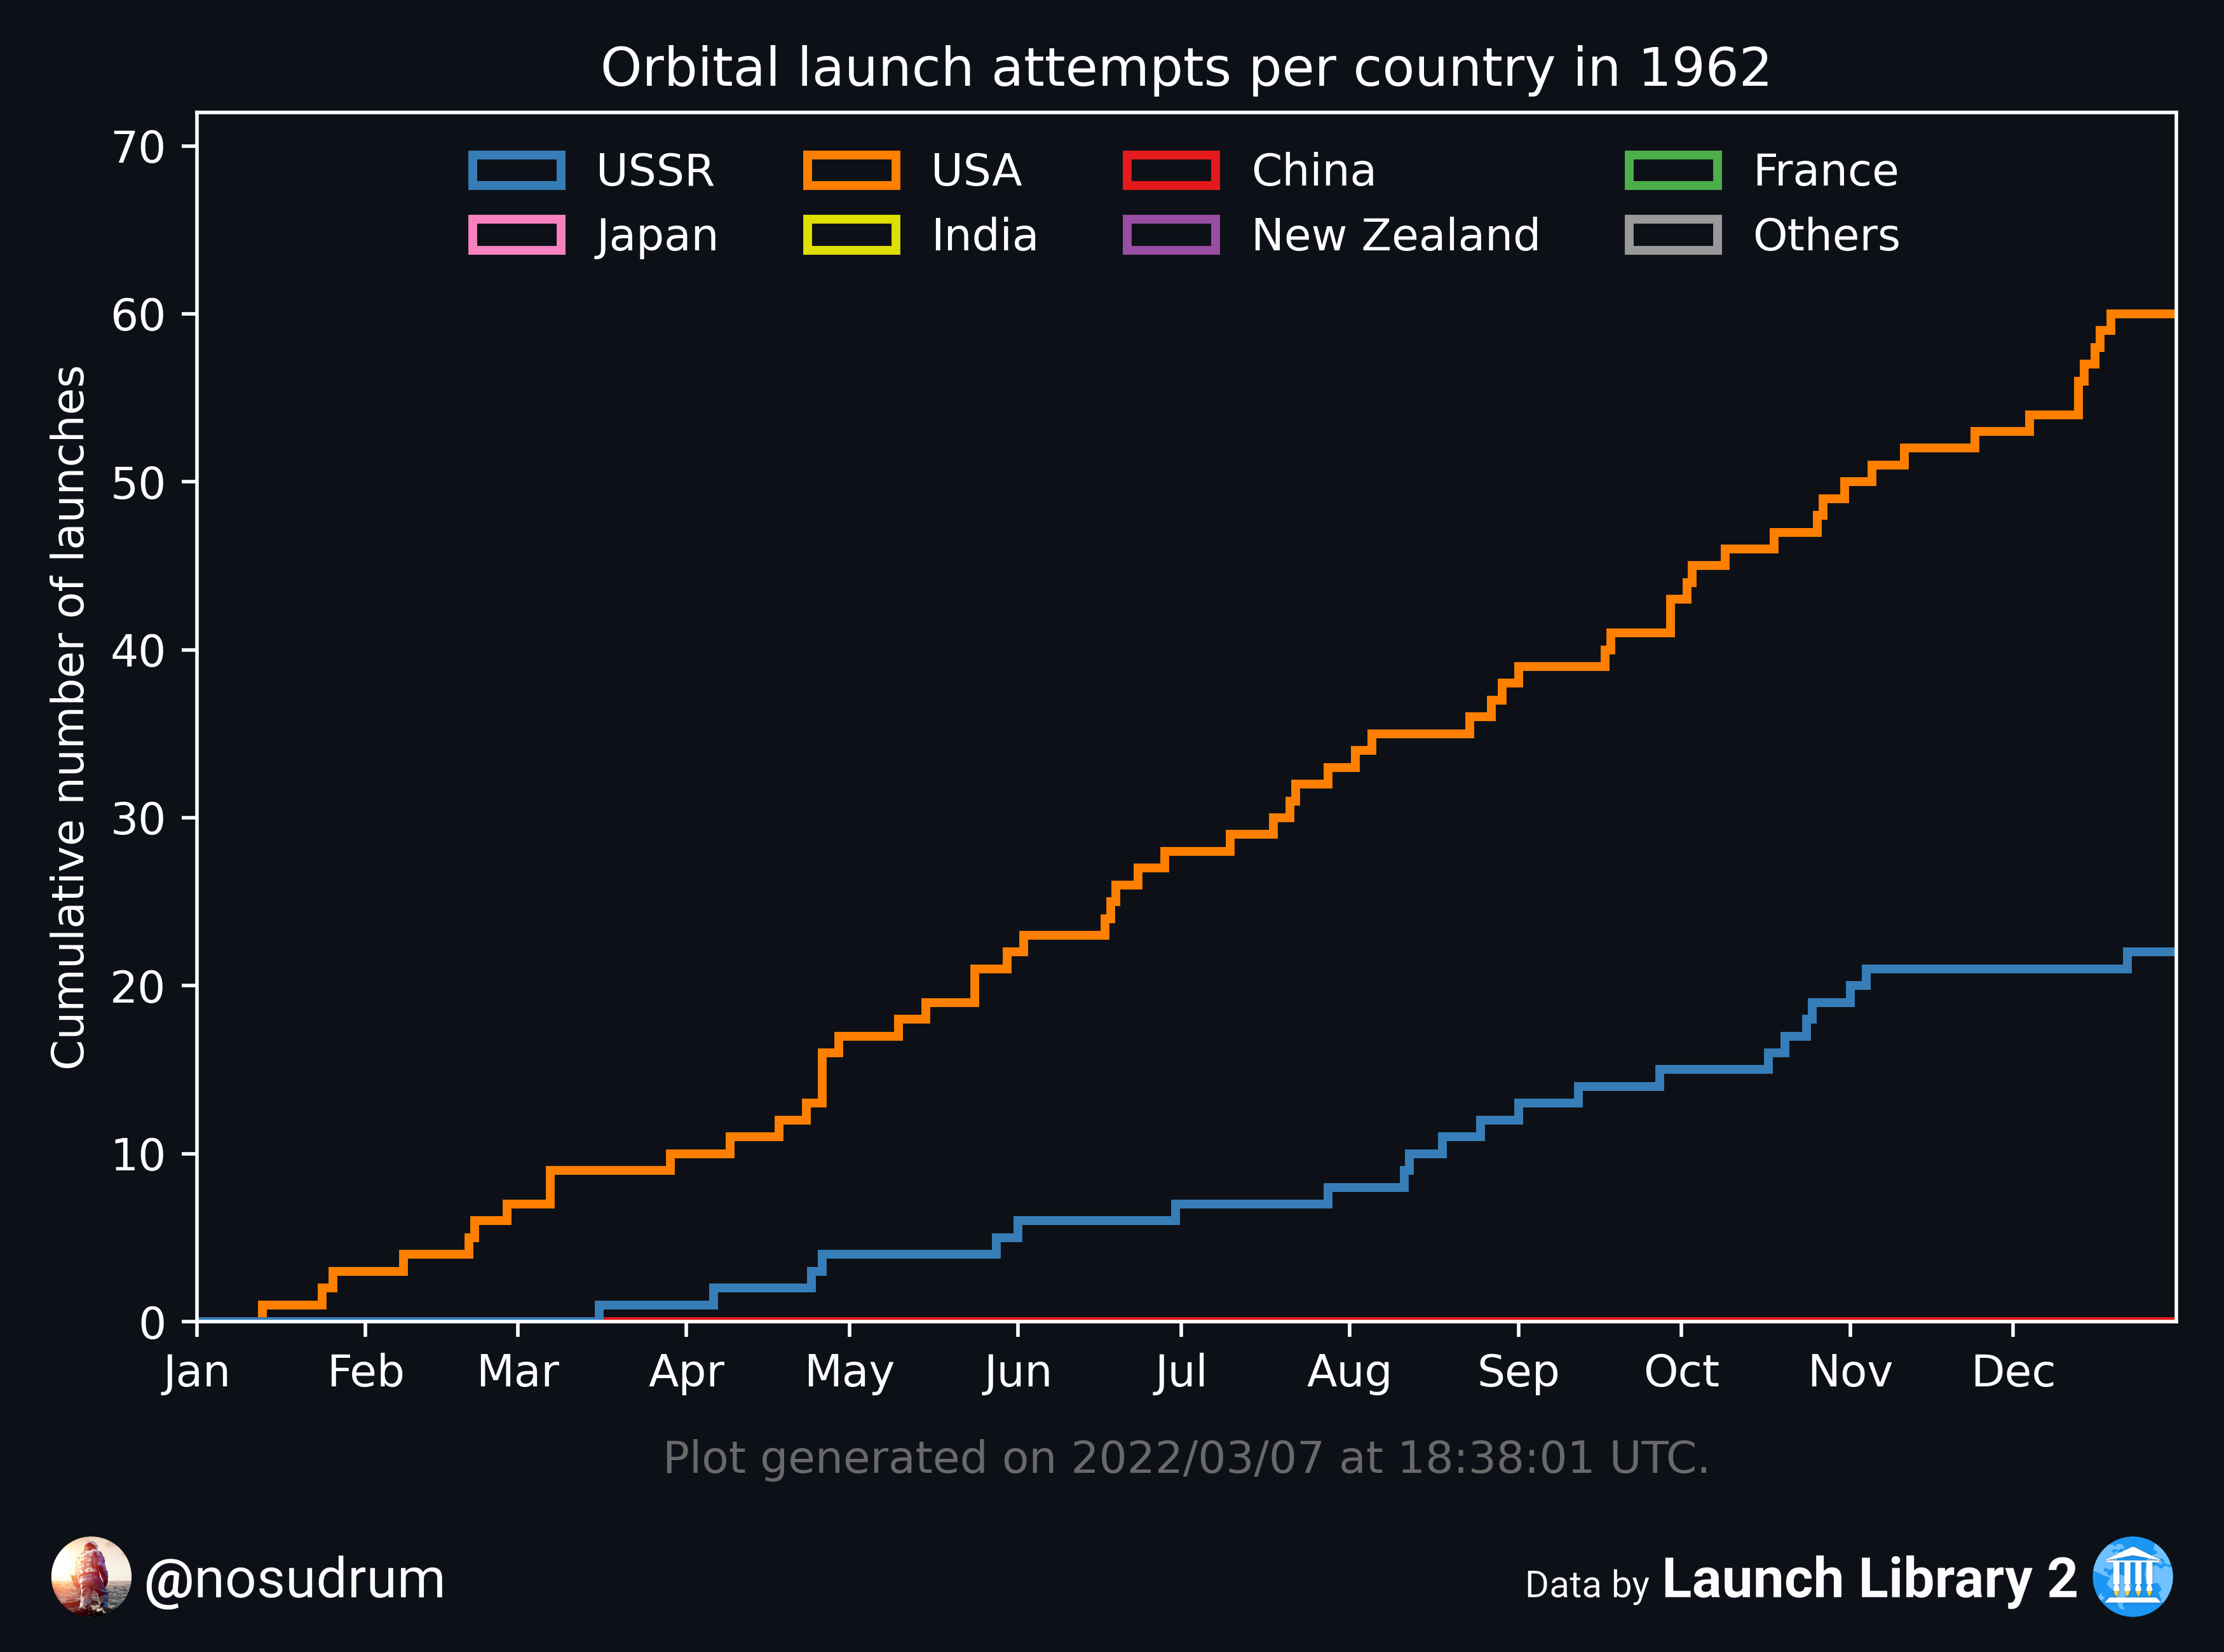 Orbital launch attempts per country in 1962
USSR USA China France
Japan India New Zealand Others
Cumulative number of launches
70
60
50
40
30
20
10
0
Jan Feb Mar Apr May Jun Jul Aug Sep Oct Nov Dec
Plot generated on 2022/03/07 at 18:38:01 UTC.
@nosudrum
Data by Launch Library 2